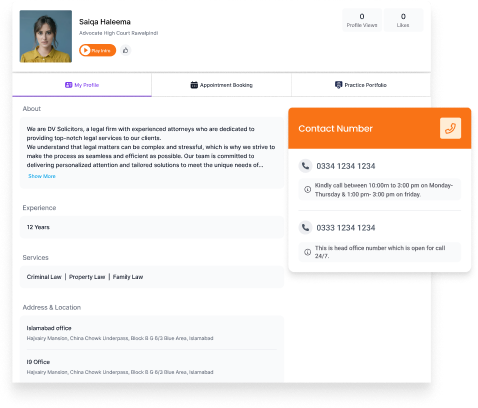 Saiqa Haleema
Advocate High Court Rawalpindi
Play Intro
0
Profile Views
0
Likes
My Profile
Appointment Booking
Practice Portfolio
About
We are DV Solicitors, a legal firm with experienced attorneys who are dedicated to
providing top-notch legal services to our clients.
We understand that legal matters can be complex and stressful, which is why we strive to
make the process as seamless and efficient as possible. Our team is committed to
delivering personalized attention and tailored solutions to meet the unique needs of...
Show More
Experience
12 Years
Services
Criminal Law | Property Law | Family Law
Address & Location
Islamabad office
Hajvairy Mansion, China Chowk Underpass, Block B G 6/3 Blue Area, Islamabad
I9 Office
Hajvairy Mansion, China Chowk Underpass, Block B G 6/3 Blue Area, Islamabad
Contact Number
0334 1234 1234
Kindly call between 10:00m to 3:00 pm on Monday-
Thursday & 1:00 pm- 3:00 pm on friday.
0333 1234 1234
This is head office number which is open for call
24/7.